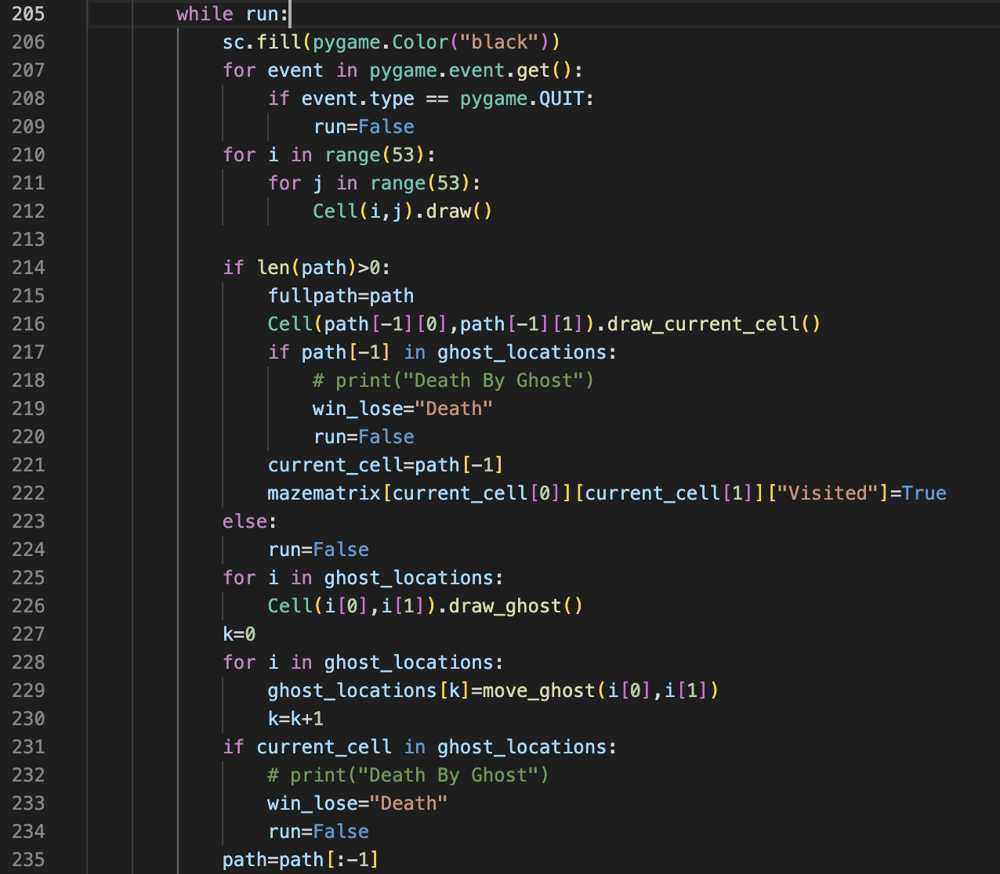 205 while run:
206 sc.fill(pygame.Color("black"))
207 for event in pygame.event.get():
208 if event.type == pygame.QUIT:
209 run=False
210 for i in range(53):
211 for j in range(53):
212 Cell(i,j).draw()
213
214 if len(path)>0:
215 fullpath=path
216 Cell(path[-1][0],path[-1][1]).draw_current_cell()
217 if path[-1] in ghost_locations:
218 # print("Death By Ghost")
219 win_lose="Death"
220 run=False
221 current_cell=path[-1]
222 mazematrix[current_cell[0]][current_cell[1]]["Visited"]=True
223 else:
224 run=False
225 for i in ghost_locations:
226 Cell(i[0],i[1]).draw_ghost()
227 k=0
228 for i in ghost_locations:
229 ghost_locations[k]=move_ghost(i[0],i[1])
230 k=k+1
231 if current_cell in ghost_locations:
232 # print("Death By Ghost")
233 win_lose="Death"
234 run=False
235 path=path[:-1]